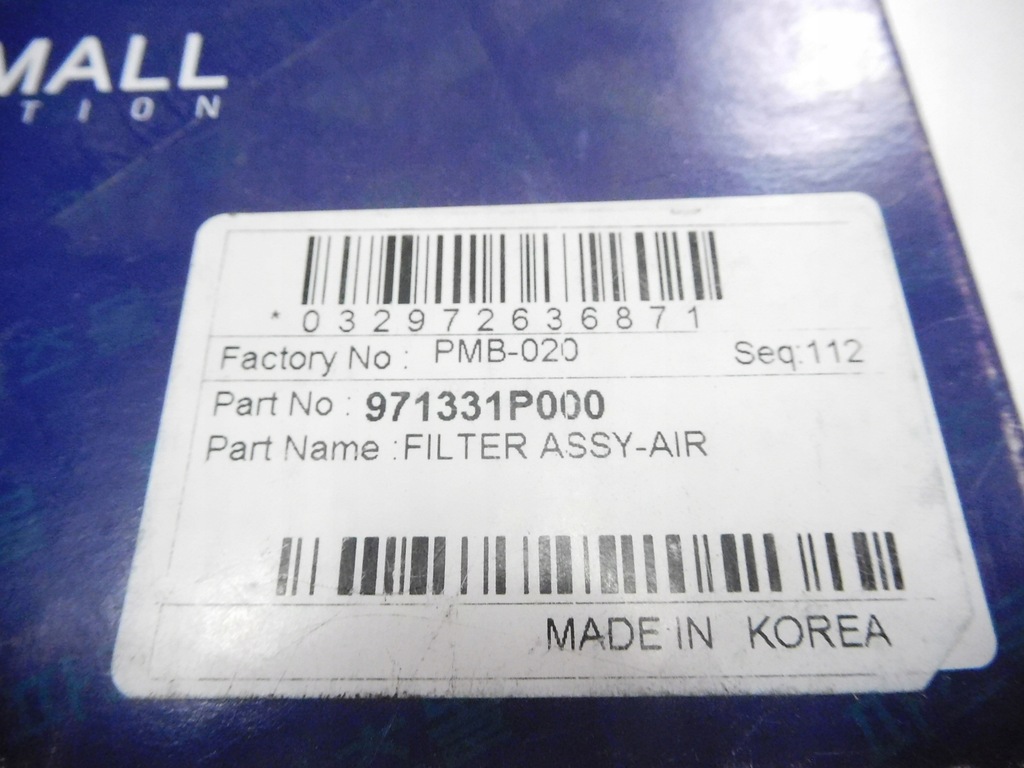 MALL
TION
*032972636871
Factory No : PMB-020 Seq:112
Part No : 971331P000
Part Name :FILTER ASSY-AIR
MADE IN KOREA